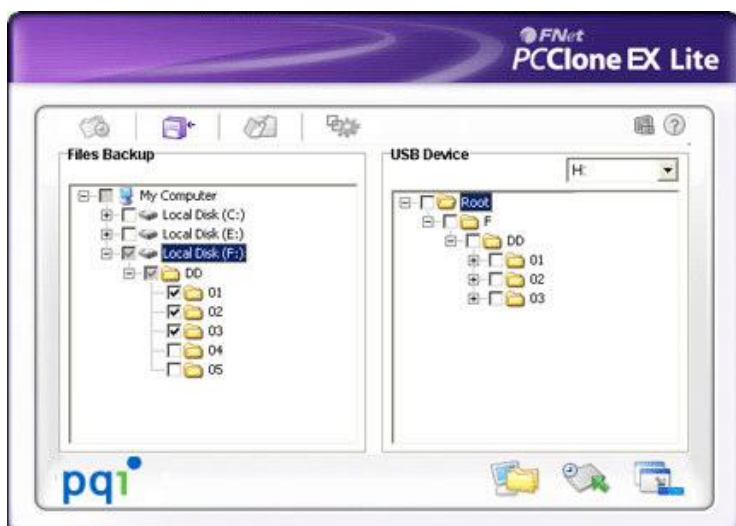 FNet
PCClone EX Lite
Files Backup
My Computer
Local Disk (C:)
Local Disk (E:)
Local Disk (F:)
DD
01
02
03
04
05
USB Device
H:
Root
F
DD
01
02
03
pqi